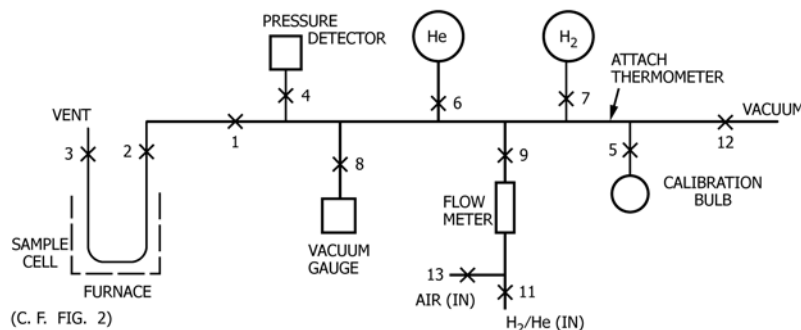 PRESSURE
DETECTOR
He
H2
ATTACH
THERMOMETER
4
6
7
VENT
VACUUM
3
2
1
8
9
5
12
FLOW
METER
CALIBRATION
BULB
SAMPLE
CELL
VACUUM
GAUGE
13
AIR (IN)
11
FURNACE
(C. F. FIG. 2)
H2/He (IN)